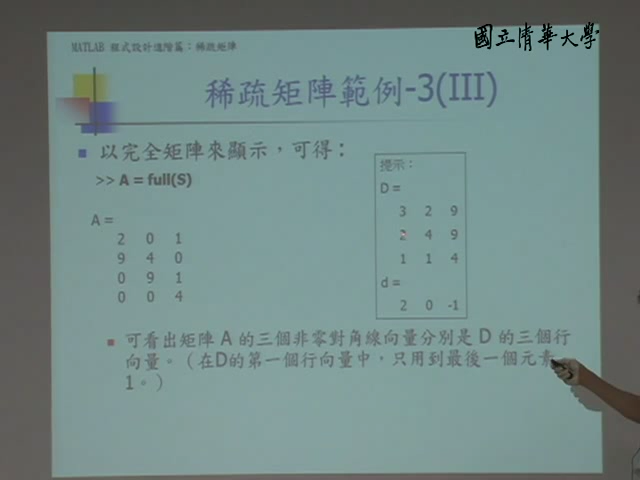 MATLAB 程式設計進階篇：稀疏矩陣
國立清華大學
稀疏矩陣範例-3(III)
以完全矩陣來顯示，可得：
>> A = full(S)
A =
2 0 1
9 4 0
0 9 1
0 0 4
提示：
D =
3 2 9
2 4 9
1 1 4
d =
2 0 -1
可看出矩陣 A 的三個非零對角線向量分別是 D 的三個行
向量。（在D的第一個行向量中，只用到最後一個元素
1。）